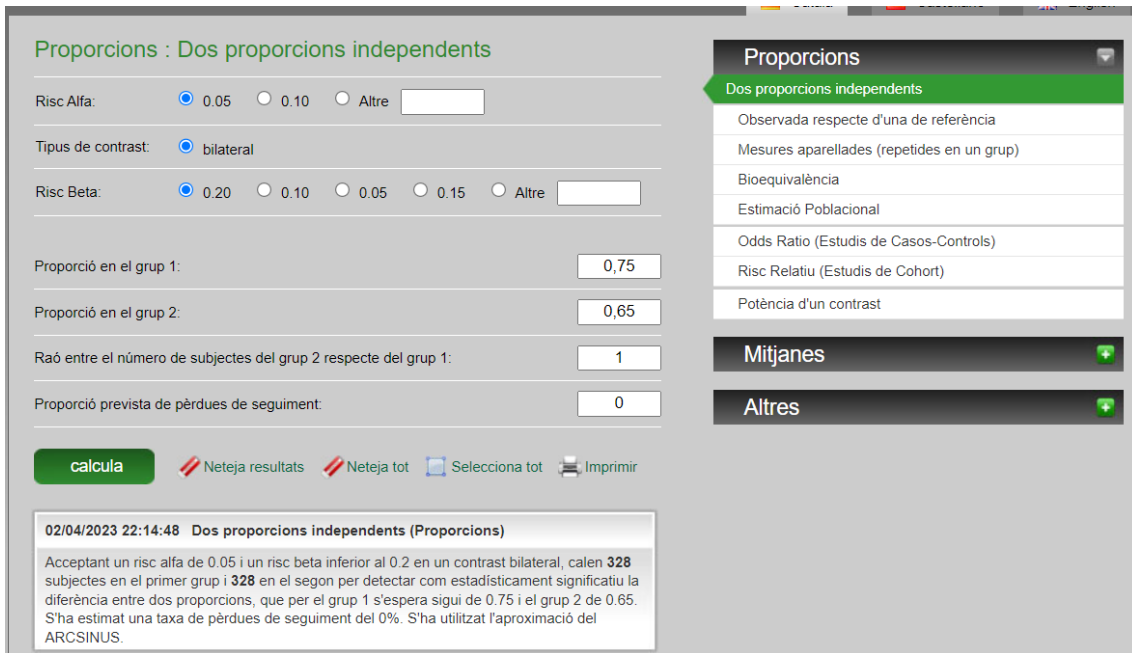 Català Castellano English
Proporcions : Dos proporcions independents
Risc Alfa: 0.05 0.10 Altre
Tipus de contrast: bilateral
Risc Beta: 0.20 0.10 0.05 0.15 Altre
Proporció en el grup 1: 0,75
Proporció en el grup 2: 0,65
Raó entre el número de subjectes del grup 2 respecte del grup 1: 1
Proporció prevista de pèrdues de seguiment: 0
calcula Neteja resultats Neteja tot Selecciona tot Imprimir
02/04/2023 22:14:48 Dos proporcions independents (Proporcions)
Acceptant un risc alfa de 0.05 i un risc beta inferior al 0.2 en un contrast bilateral, calen 328
subjectes en el primer grup i 328 en el segon per detectar com estadísticament significatiu la
diferència entre dos proporcions, que per el grup 1 s'espera sigui de 0.75 i el grup 2 de 0.65.
S'ha estimat una taxa de pèrdues de seguiment del 0%. S'ha utilitzat l'aproximació del
ARCSINUS.
Proporcions
Dos proporcions independents
Observada respecte d'una de referència
Mesures aparellades (repetides en un grup)
Bioequivalència
Estimació Poblacional
Odds Ratio (Estudis de Casos-Controls)
Risc Relatiu (Estudis de Cohort)
Potència d'un contrast
Mitjanes
Altres